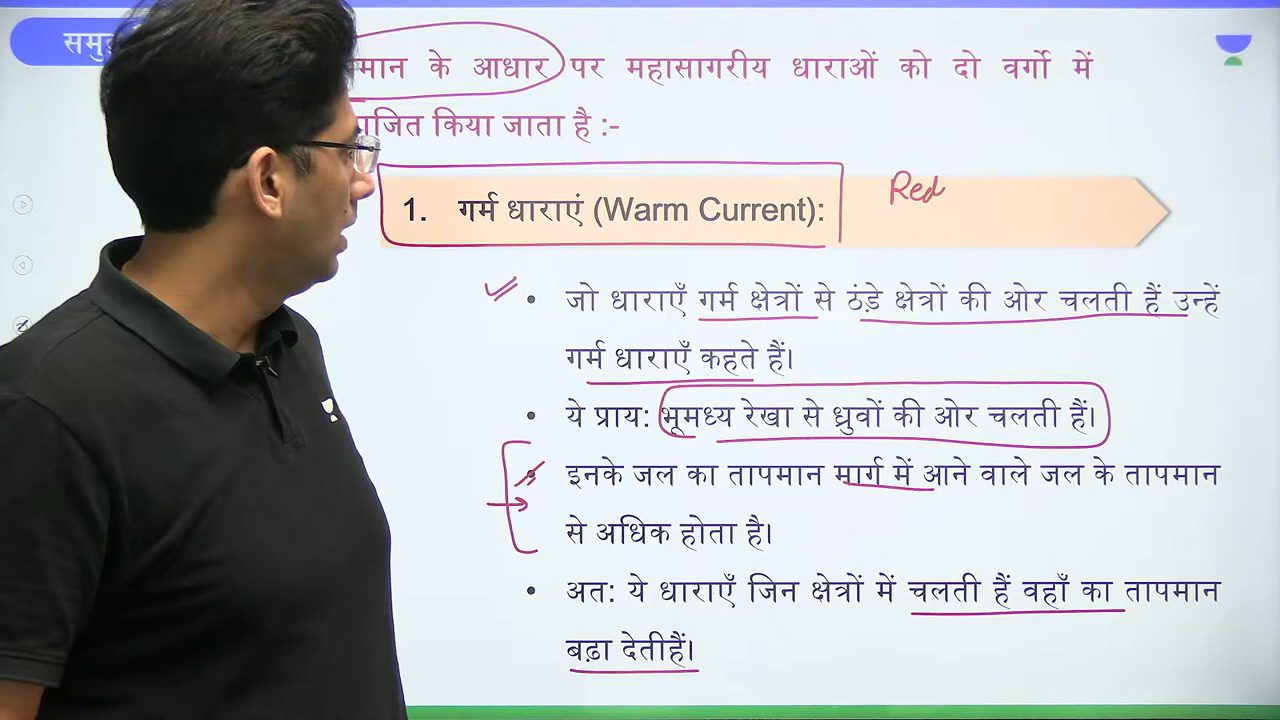 मान के आधार पर महासागरीय धाराओं को दो वर्गो में
किया जाता है :-
1. गर्म धाराएं (Warm Current):
Red
• जो धाराएँ गर्म क्षेत्रों से ठंड़े क्षेत्रों की ओर चलती हैं उन्हें
गर्म धाराएँ कहते हैं।
• ये प्राय: भूमध्य रेखा से ध्रुवों की ओर चलती हैं।
• इनके जल का तापमान मार्ग में आने वाले जल के तापमान
से अधिक होता है।
• अत: ये धाराएँ जिन क्षेत्रों में चलती हैं वहाँ का तापमान
बढ़ा देतीहैं।